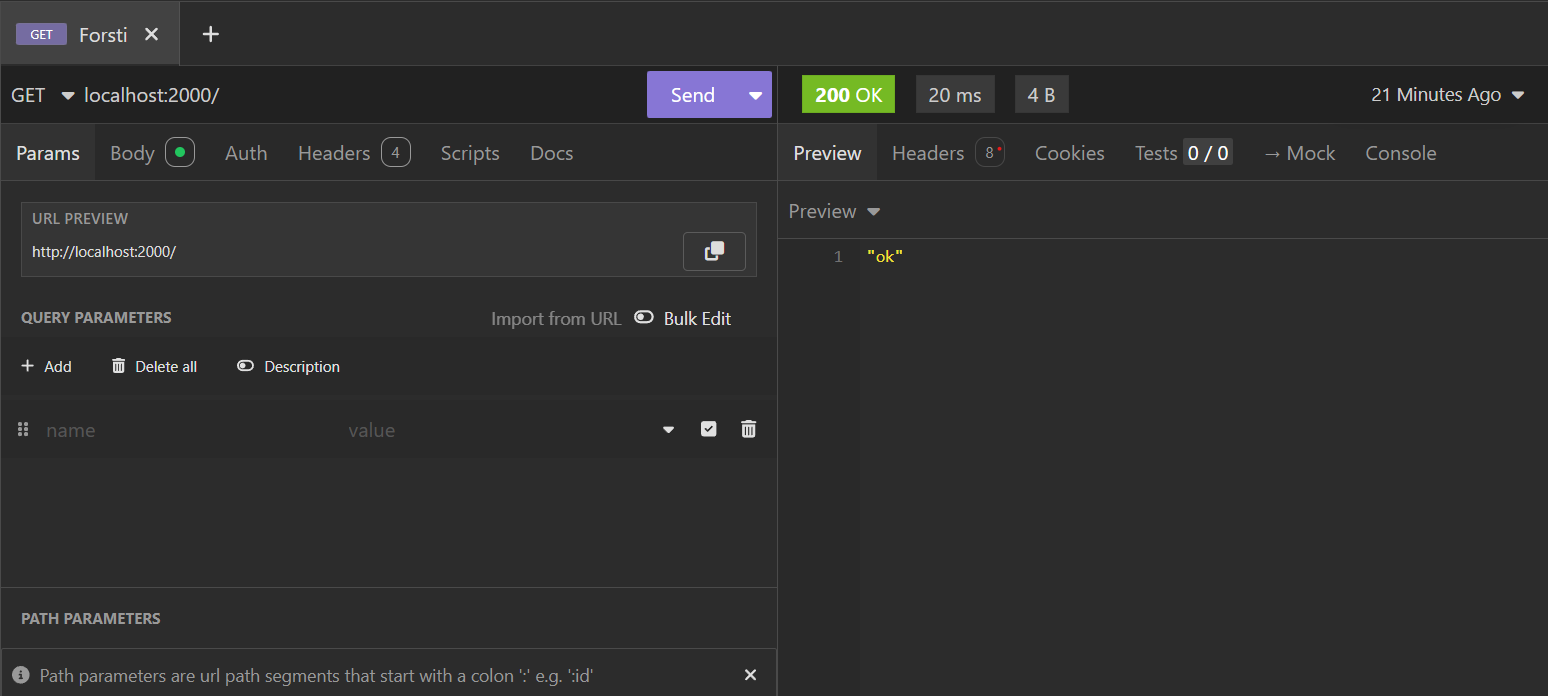 GET Forsti
GET localhost:2000/ Send 200 OK 20 ms 4 B 21 Minutes Ago
Params Body Auth Headers 4 Scripts Docs
Preview Headers 8 Cookies Tests 0 / 0 → Mock Console
URL PREVIEW
http://localhost:2000/
Preview
1 "ok"
QUERY PARAMETERS Import from URL Bulk Edit
+ Add Delete all Description
name value
PATH PARAMETERS
Path parameters are url path segments that start with a colon ':' e.g. ':id'